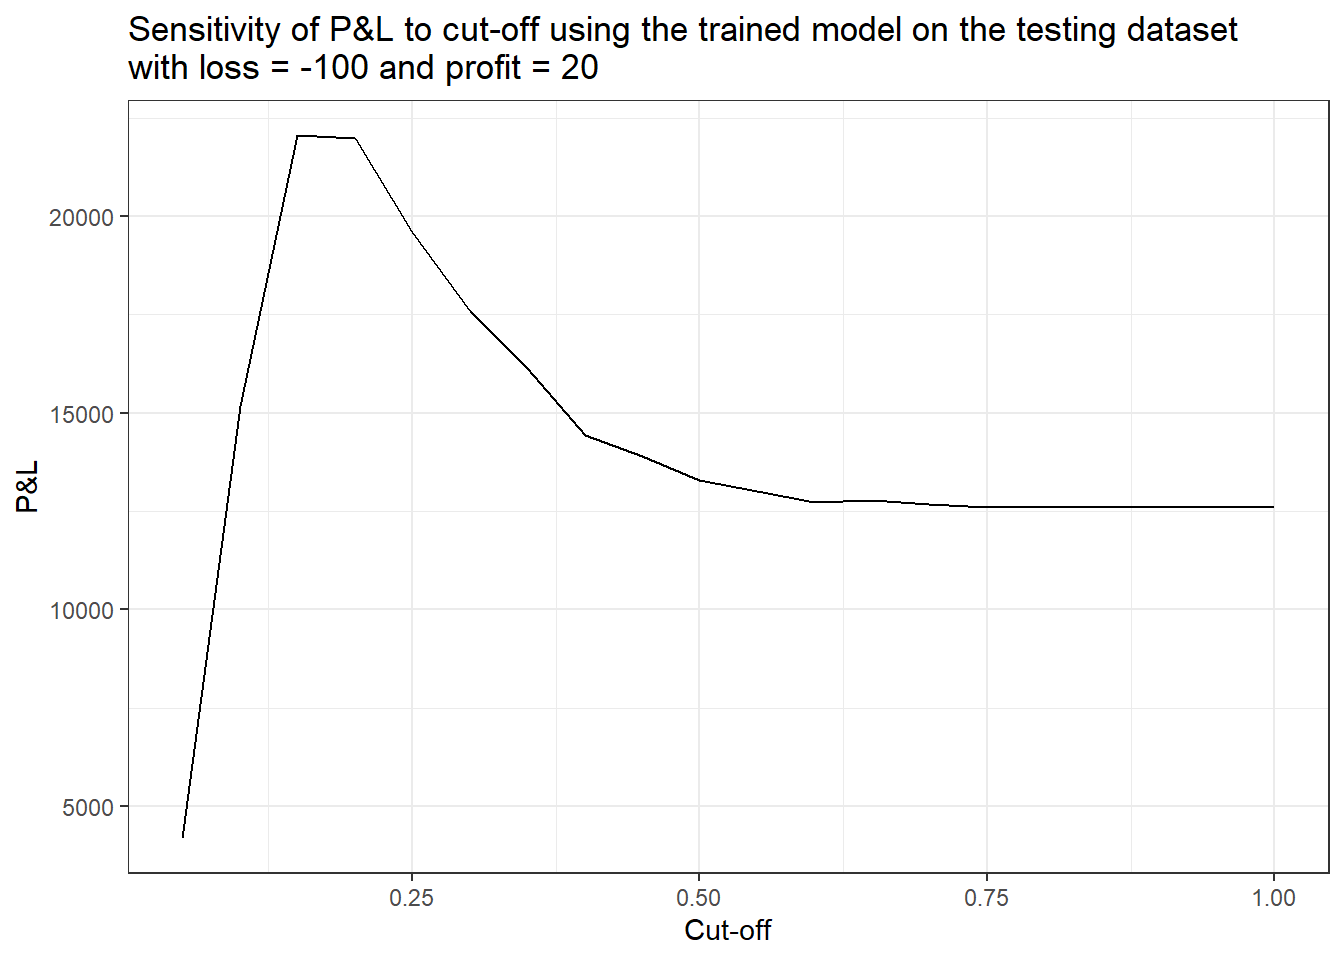 Sensitivity of P&L to cut-off using the trained model on the testing dataset
with loss = -100 and profit = 20
20000
15000
10000
5000
P&L
0.25
0.50
0.75
1.00
Cut-off